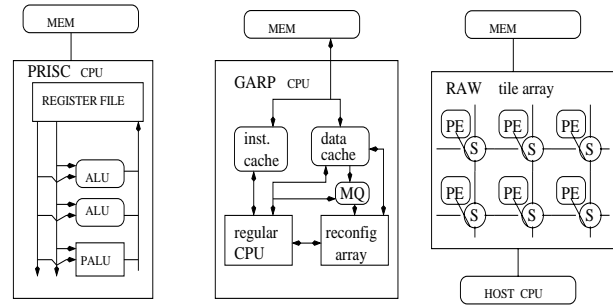 MEM
PRISC CPU
REGISTER FILE
ALU
ALU
PALU
MEM
GARP CPU
inst.
cache
data
cache
MQ
regular
CPU
reconfig
array
MEM
RAW tile array
PE PE PE
S S S
PE PE PE
S S S
HOST CPU